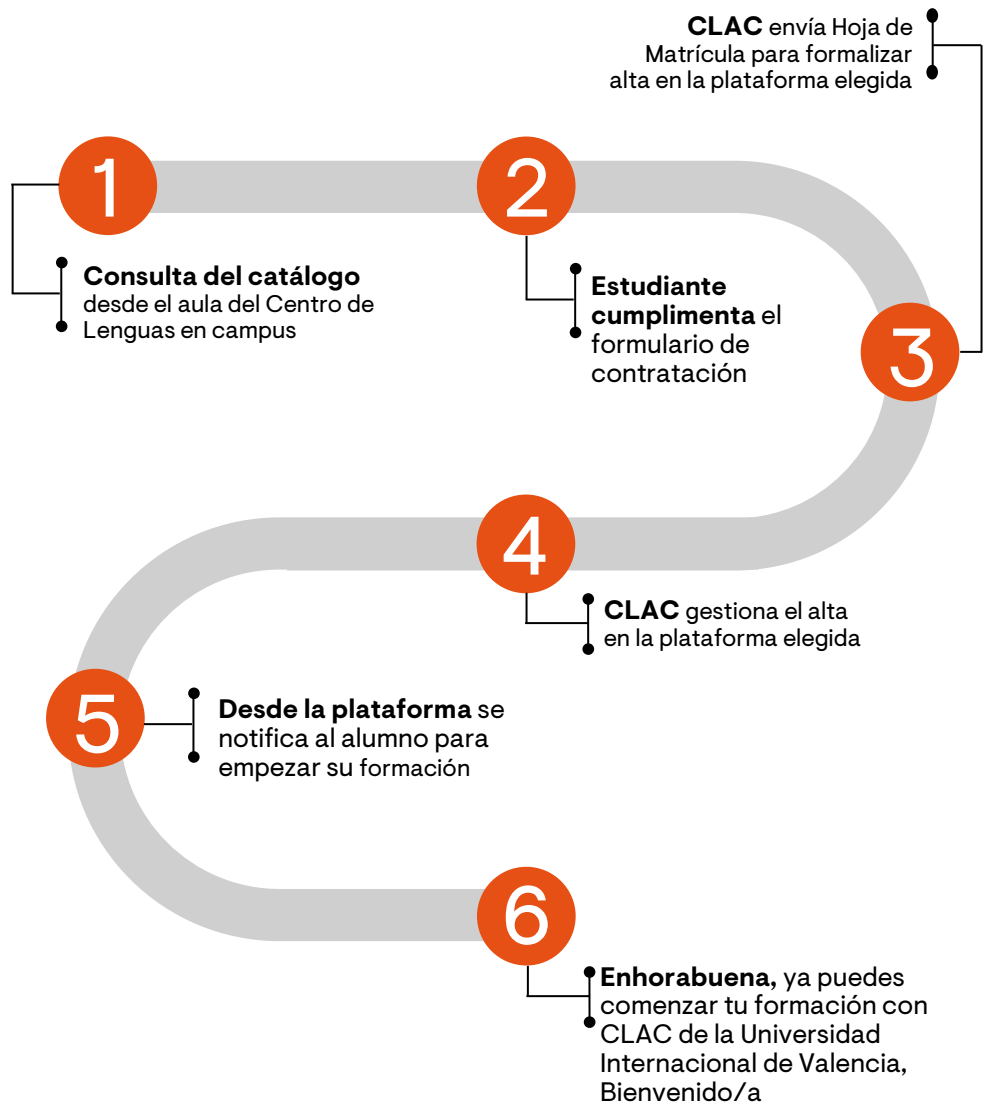 1
Consulta del catálogo
desde el aula del Centro de
Lenguas en campus
2
Estudiante
cumplimenta el
formulario de
contratación
3
CLAC envía Hoja de
Matrícula para formalizar
alta en la plataforma elegida
4
CLAC gestiona el alta
en la plataforma elegida
5
Desde la plataforma se
notifica al alumno para
empezar su formación
6
Enhorabuena, ya puedes
comenzar tu formación con
CLAC de la Universidad
Internacional de Valencia,
Bienvenido/a